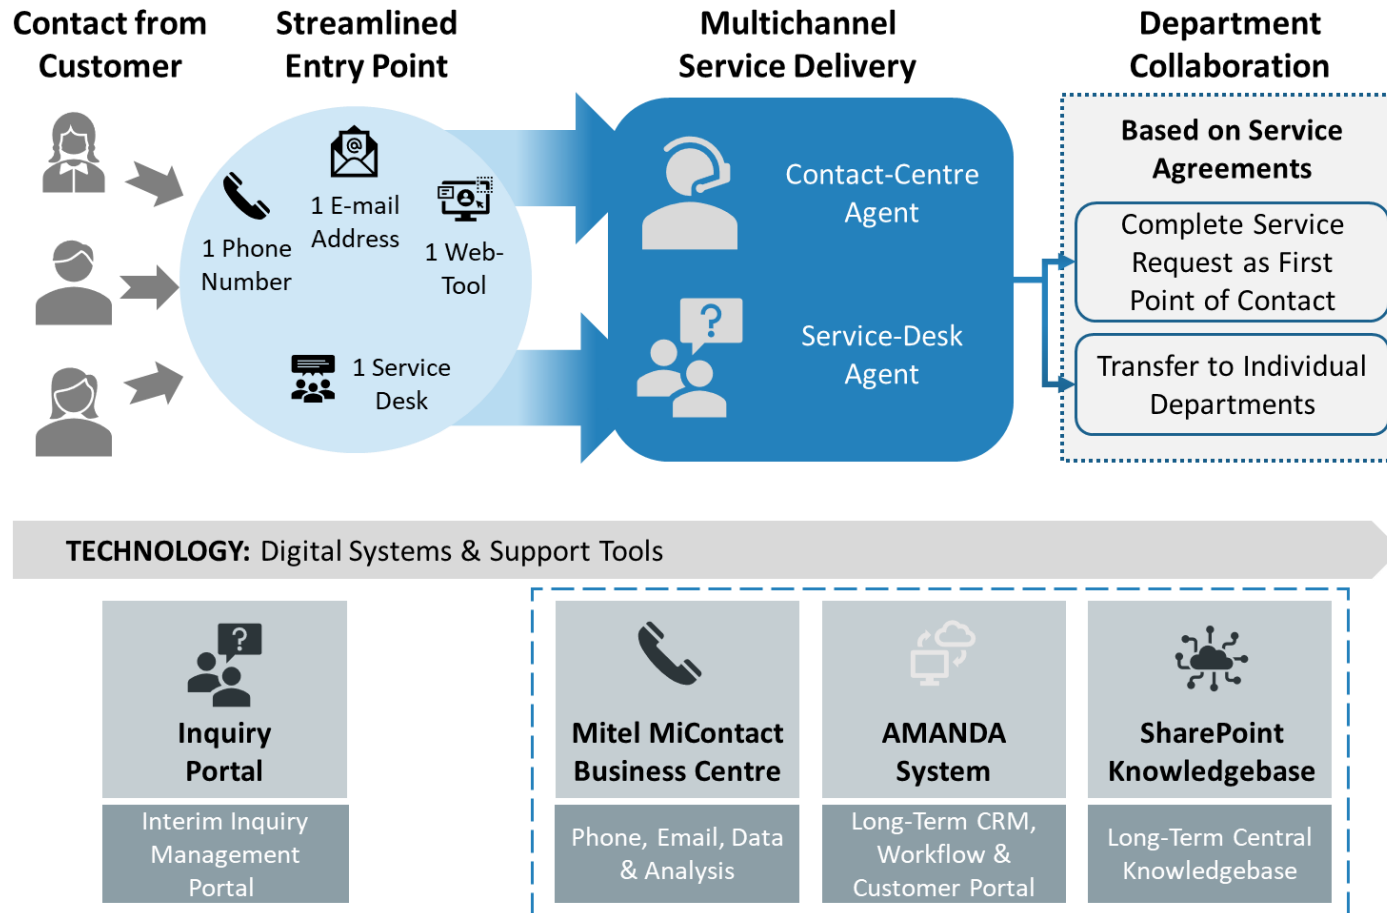 Contact from
Customer
Streamlined
Entry Point
Multichannel
Service Delivery
Department
Collaboration
@
1 Phone
Number
1 E-mail
Address
1 Web-
Tool
1 Service
Desk
Contact-Centre
Agent
?
Service-Desk
Agent
Based on Service
Agreements
Complete Service
Request as First
Point of Contact
Transfer to Individual
Departments
TECHNOLOGY: Digital Systems & Support Tools
?
Inquiry
Portal
Interim Inquiry
Management
Portal
Mitel MiContact
Business Centre
Phone, Email, Data
& Analysis
AMANDA
System
Long-Term CRM,
Workflow &
Customer Portal
SharePoint
Knowledgebase
Long-Term Central
Knowledgebase